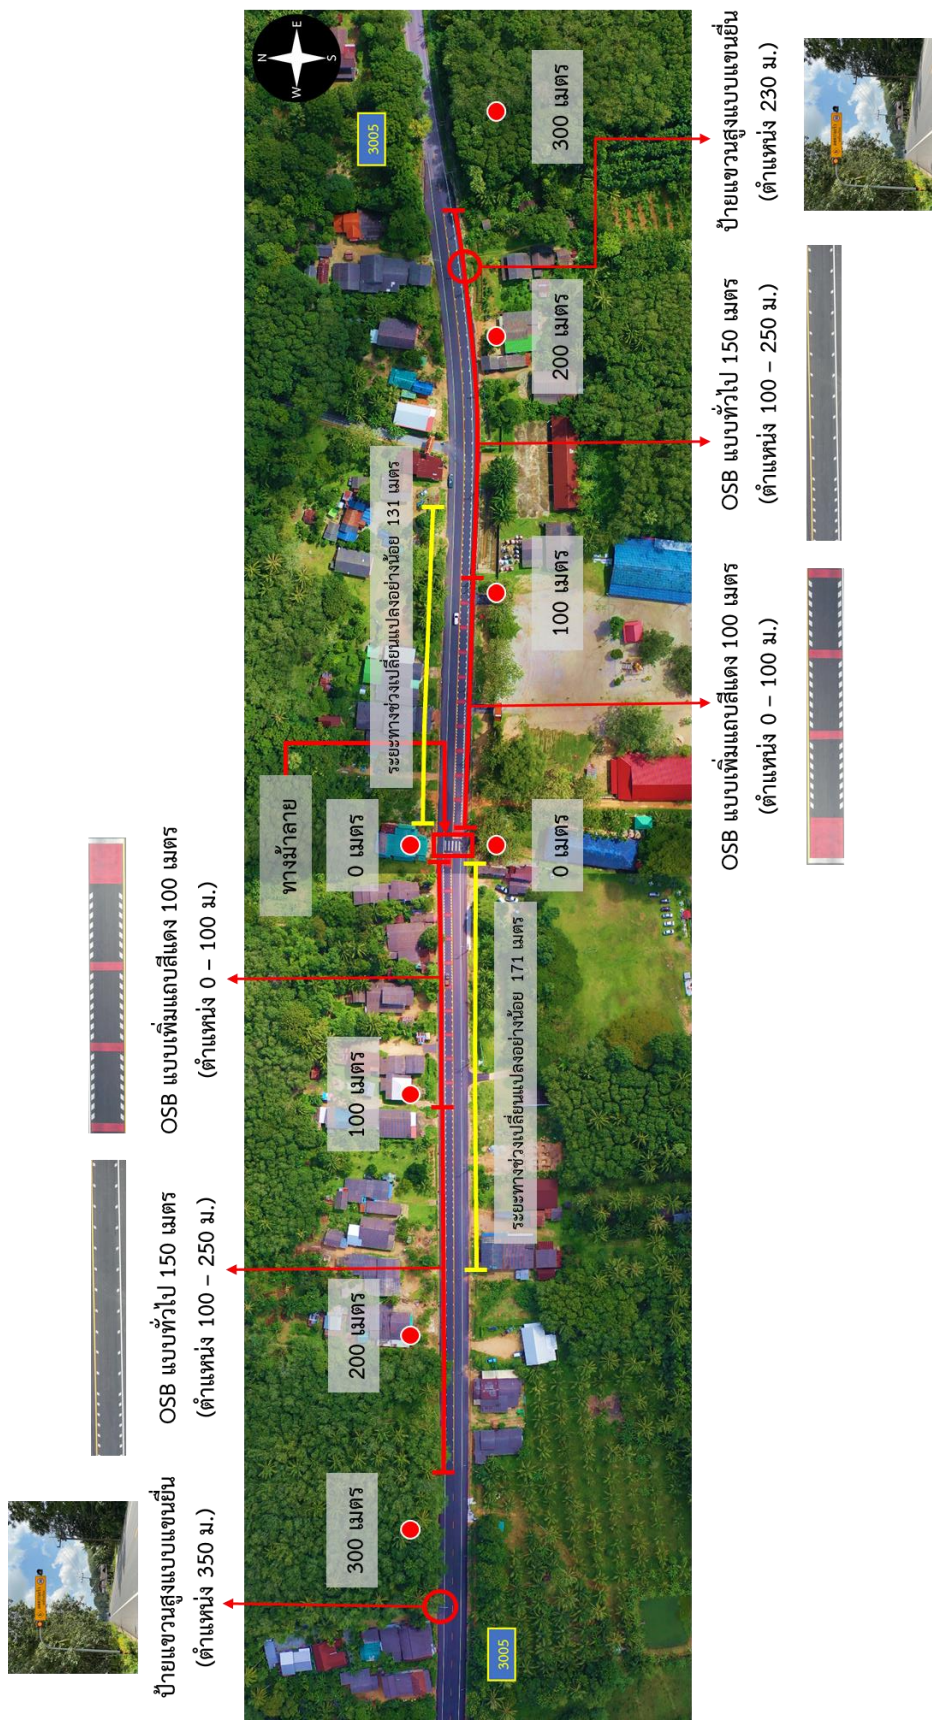 ป้ายแขวนสูงแบบแขนยื่น
(ตำแหน่ง 350 ม.)
OSB แบบทั่วไป 150 เมตร
(ตำแหน่ง 100 – 250 ม.)
OSB แบบเพิ่มแถบสีแดง 100 เมตร
(ตำแหน่ง 0 – 100 ม.)
N
W
E
S
ทางม้าลาย
300 เมตร
200 เมตร
100 เมตร
0 เมตร
3005
ระยะทางช่วงเปลี่ยนแปลงอย่างน้อย 131 เมตร
3005
ระยะทางช่วงเปลี่ยนแปลงอย่างน้อย 171 เมตร
0 เมตร
100 เมตร
200 เมตร
300 เมตร
OSB แบบเพิ่มแถบสีแดง 100 เมตร
(ตำแหน่ง 0 – 100 ม.)
OSB แบบทั่วไป 150 เมตร
(ตำแหน่ง 100 – 250 ม.)
ป้ายแขวนสูงแบบแขนยื่น
(ตำแหน่ง 230 ม.)